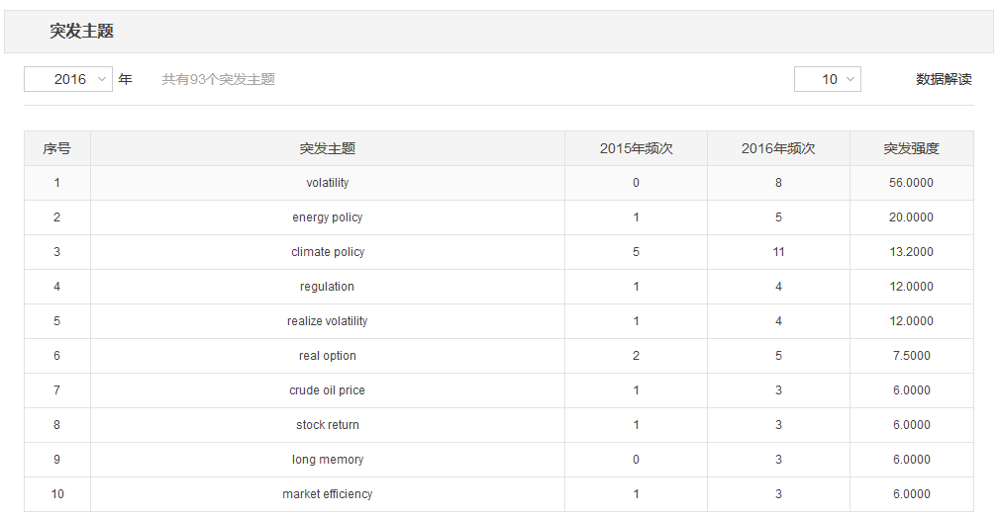 突发主题
2016 年 共有93个突发主题 10 数据解读
序号 突发主题 2015年频次 2016年频次 突发强度
1 volatility 0 8 56.0000
2 energy policy 1 5 20.0000
3 climate policy 5 11 13.2000
4 regulation 1 4 12.0000
5 realize volatility 1 4 12.0000
6 real option 2 5 7.5000
7 crude oil price 1 3 6.0000
8 stock return 1 3 6.0000
9 long memory 0 3 6.0000
10 market efficiency 1 3 6.0000